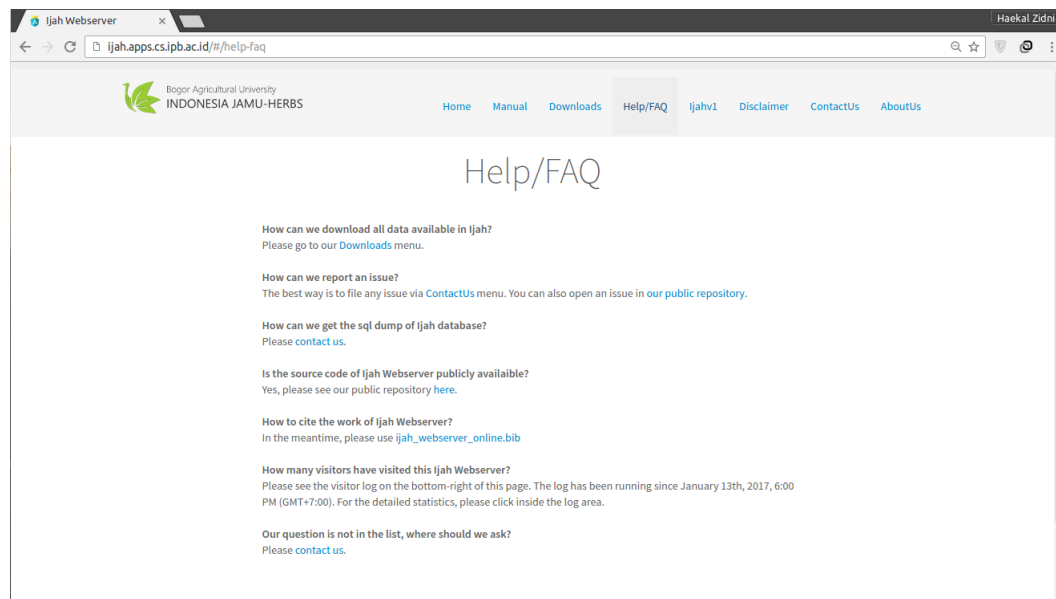 Ijah Webserver
Haekal Zidni
ijah.apps.cs.ipb.ac.id/#/help-faq
Bogor Agricultural University
INDONESIA JAMU-HERBS
Home Manual Downloads Help/FAQ Ijahv1 Disclaimer ContactUs AboutUs
Help/FAQ
How can we download all data available in Ijah?
Please go to our Downloads menu.
How can we report an issue?
The best way is to file any issue via ContactUs menu. You can also open an issue in our public repository.
How can we get the sql dump of Ijah database?
Please contact us.
Is the source code of Ijah Webserver publicly availaible?
Yes, please see our public repository here.
How to cite the work of Ijah Webserver?
In the meantime, please use ijah_webserver_online.bib
How many visitors have visited this Ijah Webserver?
Please see the visitor log on the bottom-right of this page. The log has been running since January 13th, 2017, 6:00
PM (GMT+7:00). For the detailed statistics, please click inside the log area.
Our question is not in the list, where should we ask?
Please contact us.